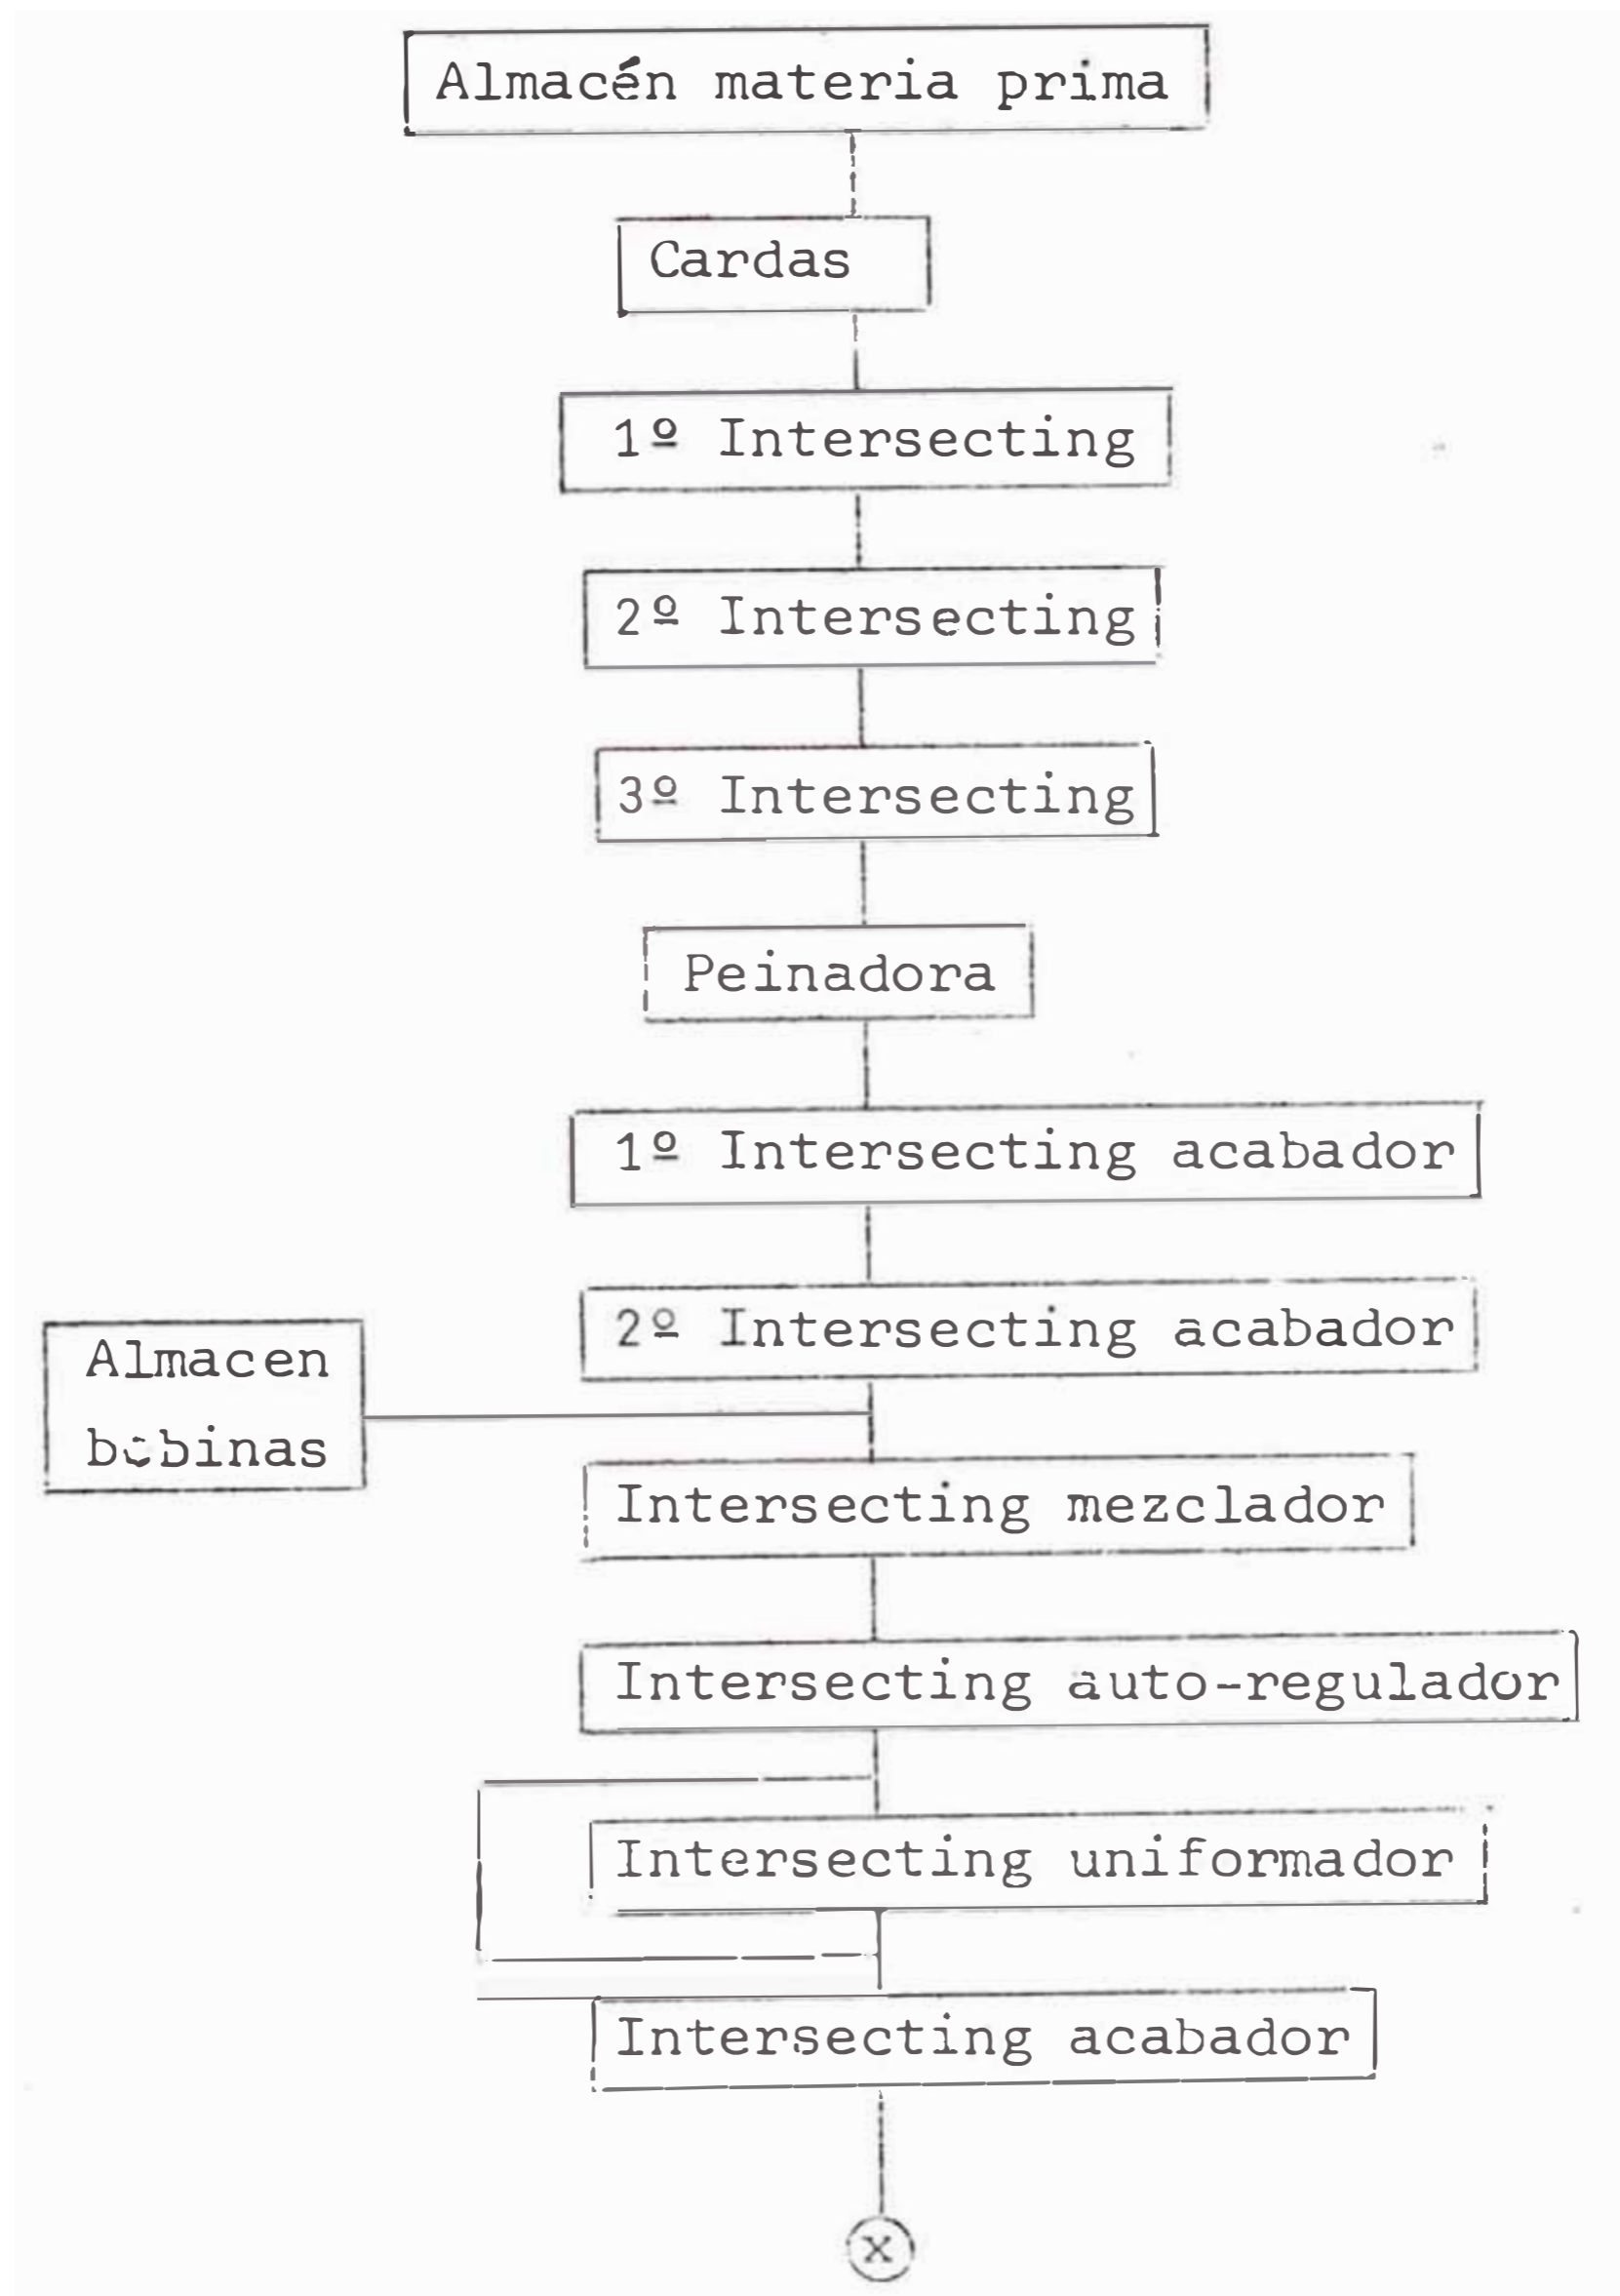 Almacén materia prima
Cardas
1º Intersecting
2º Intersecting
3º Intersecting
Peinadora
1º Intersecting acabador
2º Intersecting acabador
Almacen
bobinas
Intersecting mezclador
Intersecting auto-regulador
Intersecting uniformador
Intersecting acabador
X